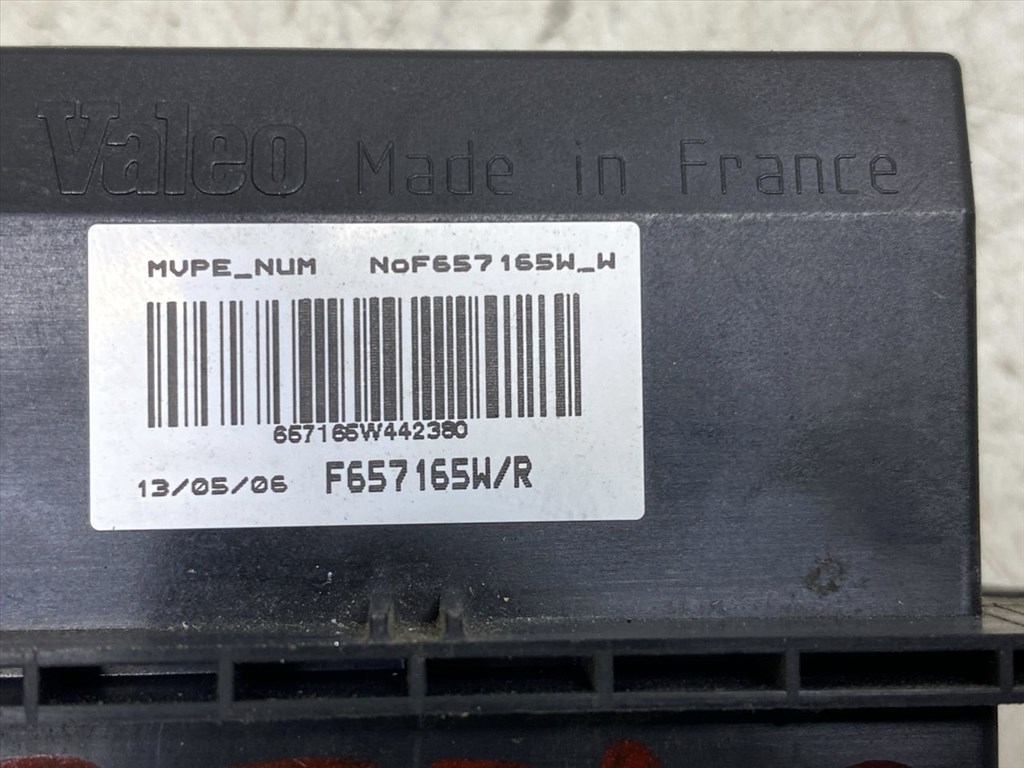 Valeo Made in France
MVPE_NUM NoF657165W_W
657165W442380
13/05/06 F657165W/R